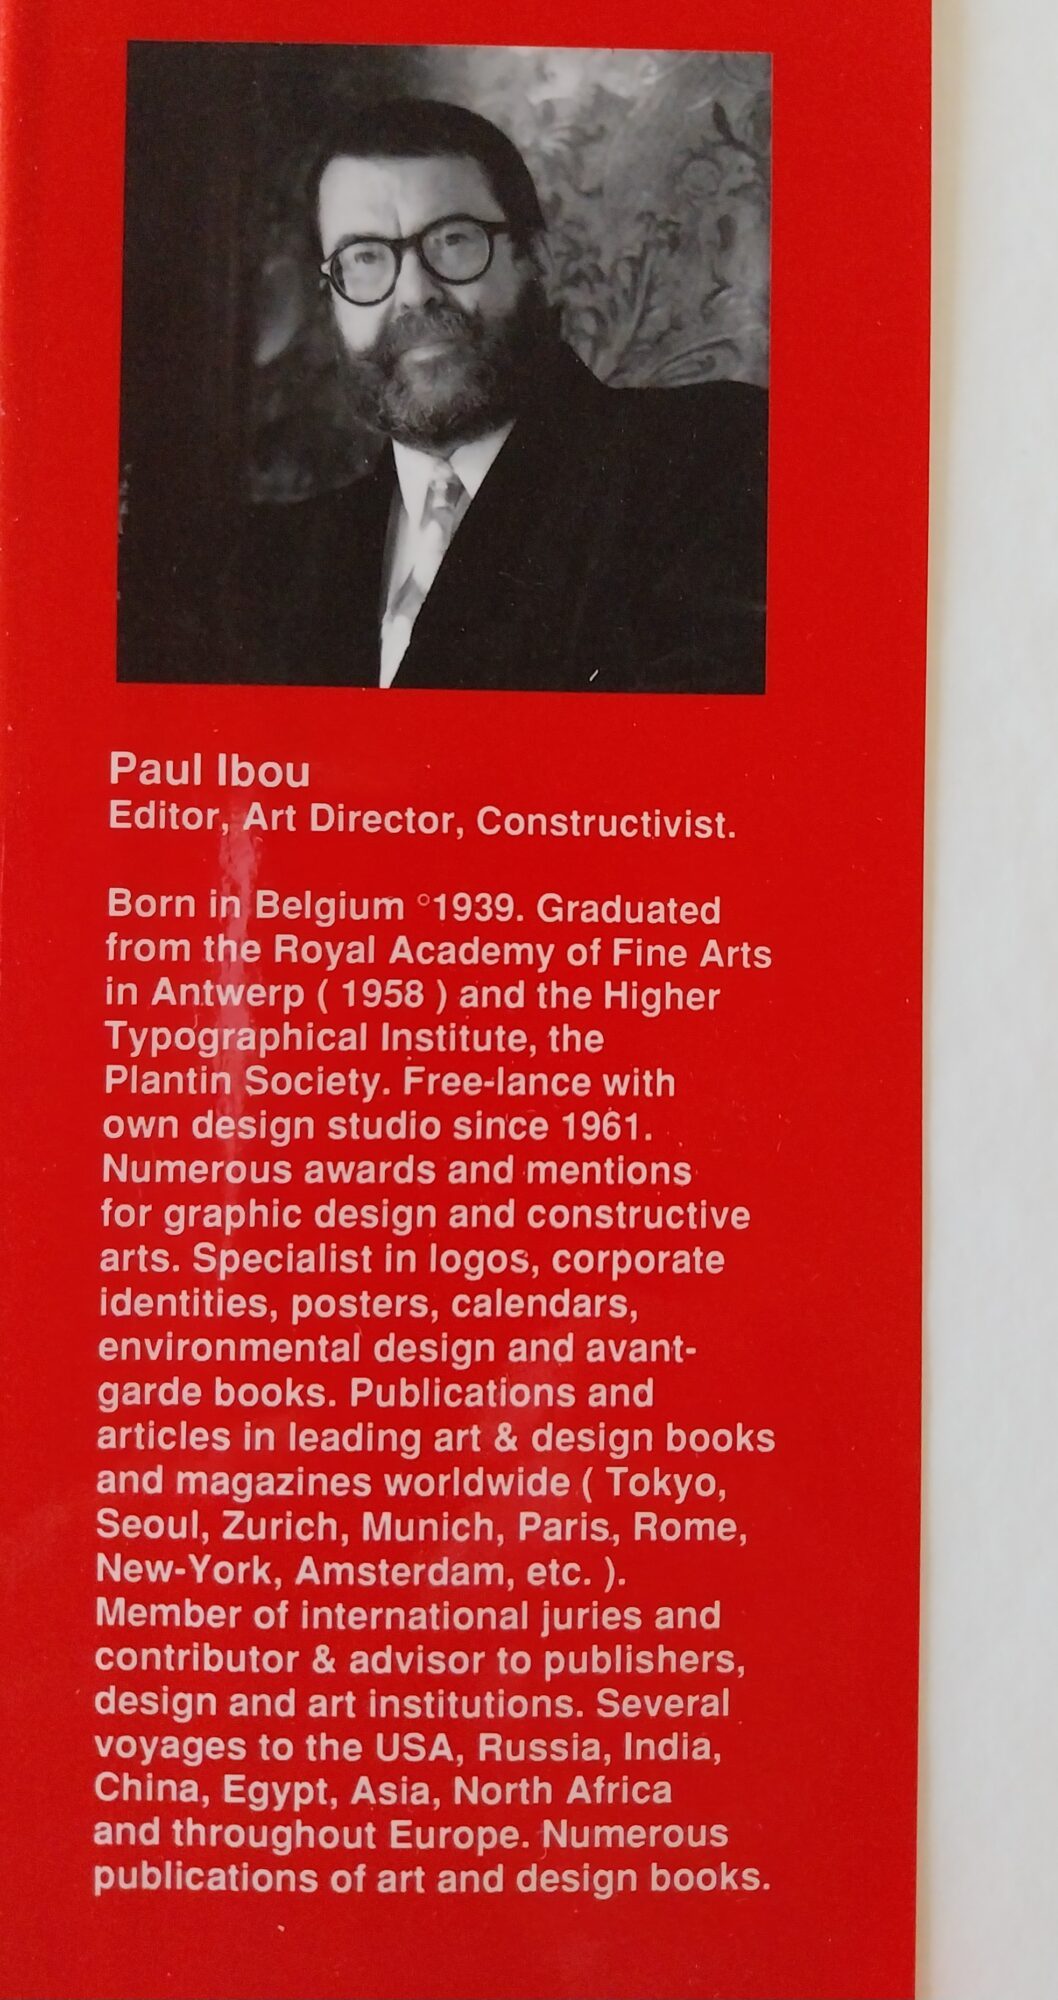 Paul Ibou
Editor, Art Director, Constructivist.
Born in Belgium °1939. Graduated
from the Royal Academy of Fine Arts
in Antwerp ( 1958 ) and the Higher
Typographical Institute, the
Plantin Society. Free-lance with
own design studio since 1961.
Numerous awards and mentions
for graphic design and constructive
arts. Specialist in logos, corporate
identities, posters, calendars,
environmental design and avant-
garde books. Publications and
articles in leading art & design books
and magazines worldwide ( Tokyo,
Seoul, Zurich, Munich, Paris, Rome,
New-York, Amsterdam, etc. ).
Member of international juries and
contributor & advisor to publishers,
design and art institutions. Several
voyages to the USA, Russia, India,
China, Egypt, Asia, North Africa
and throughout Europe. Numerous
publications of art and design books.